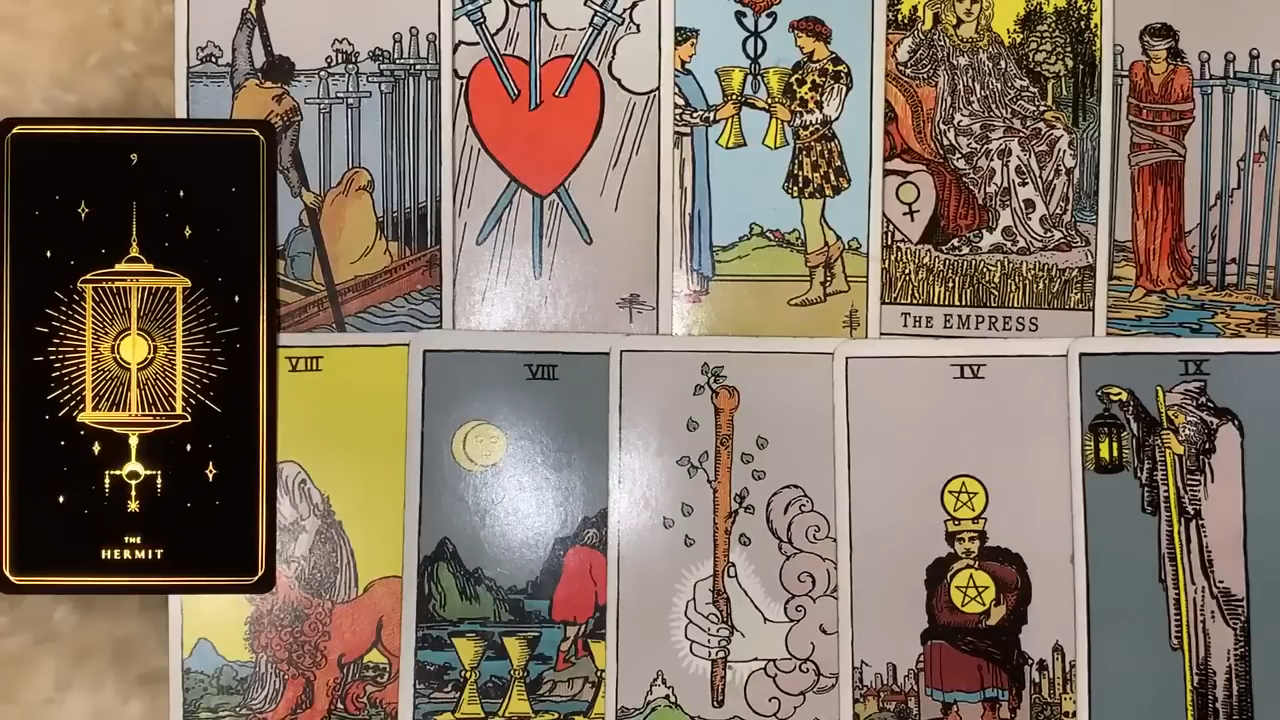 THE EMPRESS
9
THE
HERMIT
VIII
VIII
IV
IX